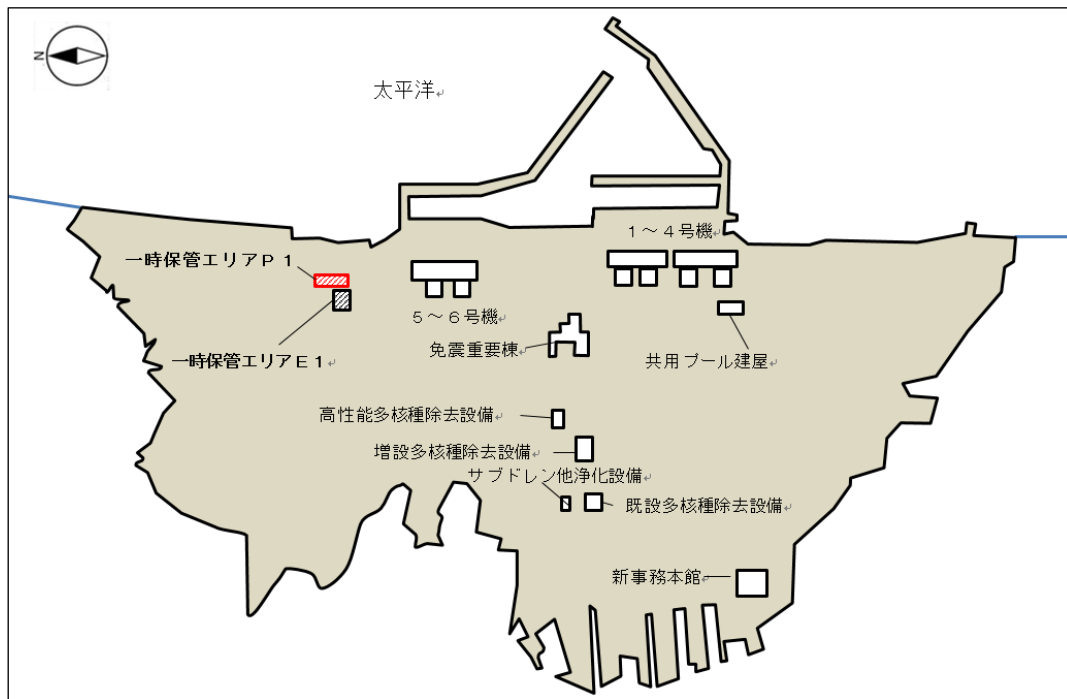 N
太平洋
1～4号機
一時保管エリアP1
5～6号機
免震重要棟
一時保管エリアE1
共用プール建屋
高性能多核種除去設備
増設多核種除去設備
サブドレン他浄化設備
既設多核種除去設備
新事務本館